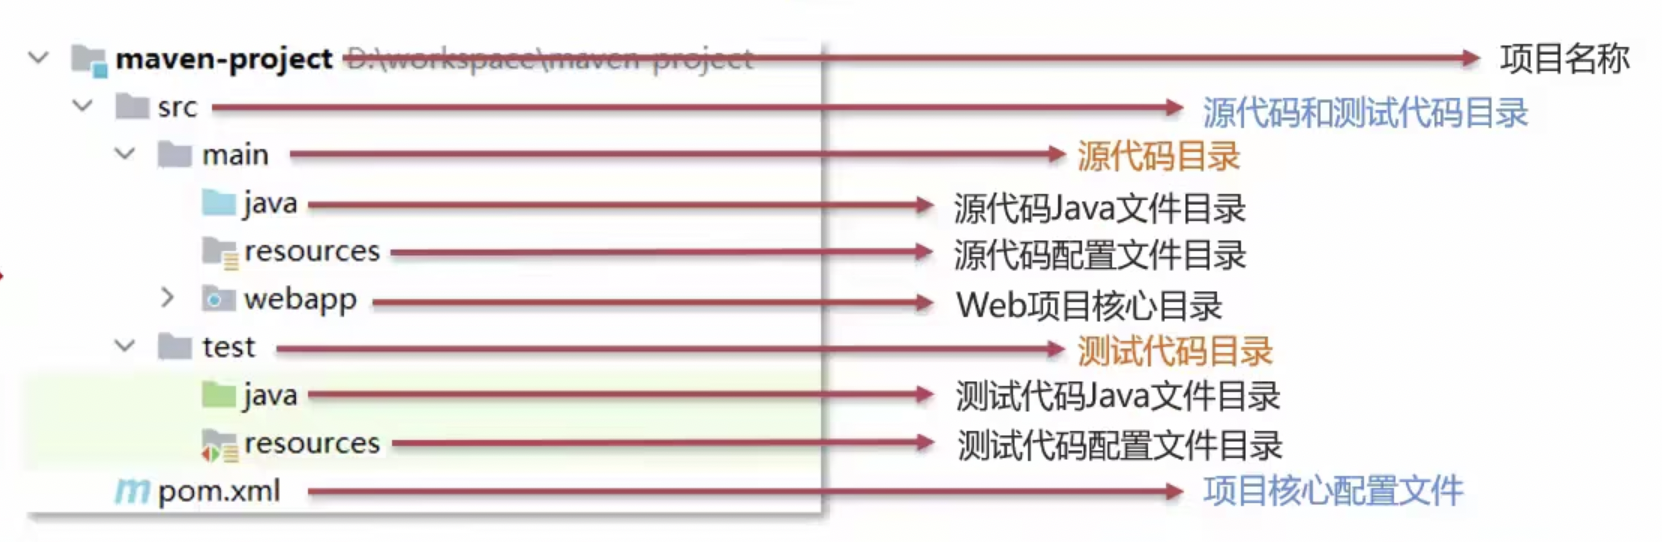 maven-project D:\workspace\maven-project 项目名称
src 源代码和测试代码目录
main 源代码目录
java 源代码Java文件目录
resources 源代码配置文件目录
webapp Web项目核心目录
test 测试代码目录
java 测试代码Java文件目录
resources 测试代码配置文件目录
pom.xml 项目核心配置文件